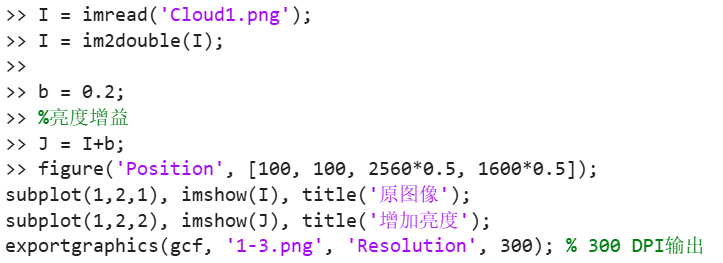 >> I = imread('Cloud1.png');
>> I = im2double(I);
>>
>> b = 0.2;
>> %亮度增益
>> J = I+b;
>> figure('Position', [100, 100, 2560*0.5, 1600*0.5]);
subplot(1,2,1), imshow(I), title('原图像');
subplot(1,2,2), imshow(J), title('增加亮度');
exportgraphics(gcf, '1-3.png', 'Resolution', 300); % 300 DPI输出